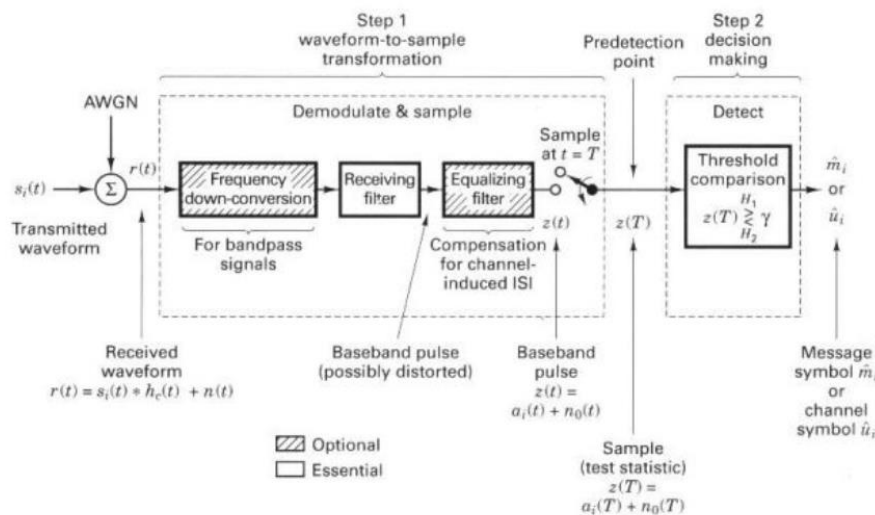 Step 1
waveform-to-sample
transformation
Predetection
point
Step 2
decision
making
AWGN
Demodulate & sample
Detect
r(t)
s_i(t)
Σ
Transmitted
waveform
Frequency
down-conversion
Receiving
filter
Equalizing
filter
Sample
at t = T
z(t)
z(T)
Threshold
comparison
H_1
z(T) ≷ γ
H_2
m̂_i
or
û_i
For bandpass
signals
Compensation
for channel-
induced ISI
Received
waveform
r(t) = s_i(t) * h_c(t) + n(t)
Baseband pulse
(possibly distorted)
Baseband
pulse
z(t) =
a_i(t) + n_0(t)
Message
symbol m̂_i
or
channel
symbol û_i
Optional
Essential
Sample
(test statistic)
z(T) =
a_i(T) + n_0(T)